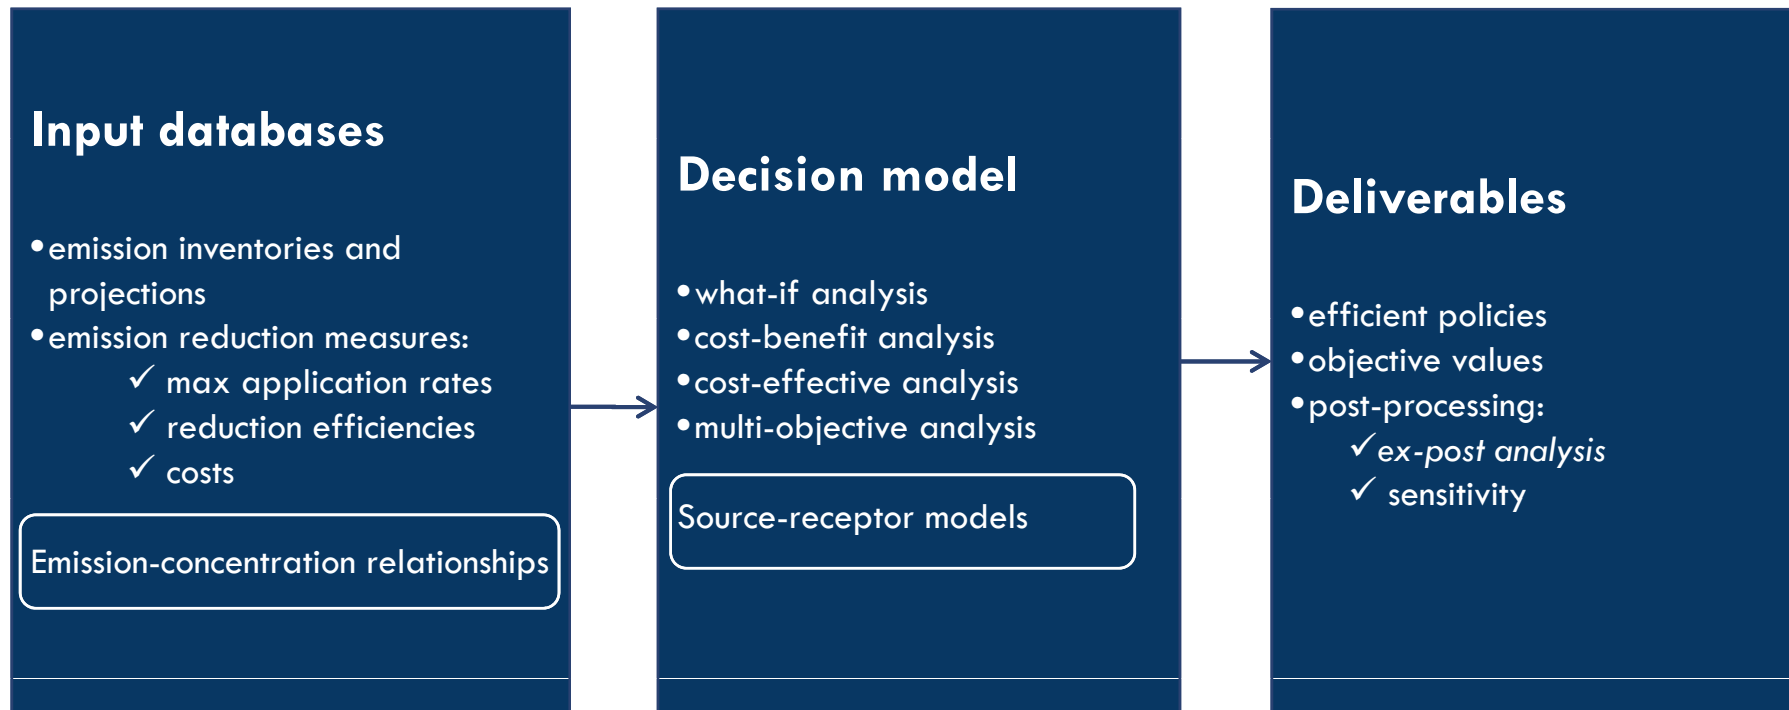 Input databases
•emission inventories and
projections
•emission reduction measures:
✓ max application rates
✓ reduction efficiencies
✓ costs
Emission-concentration relationships
Decision model
•what-if analysis
•cost-benefit analysis
•cost-effective analysis
•multi-objective analysis
Source-receptor models
Deliverables
•efficient policies
•objective values
•post-processing:
✓ex-post analysis
✓ sensitivity